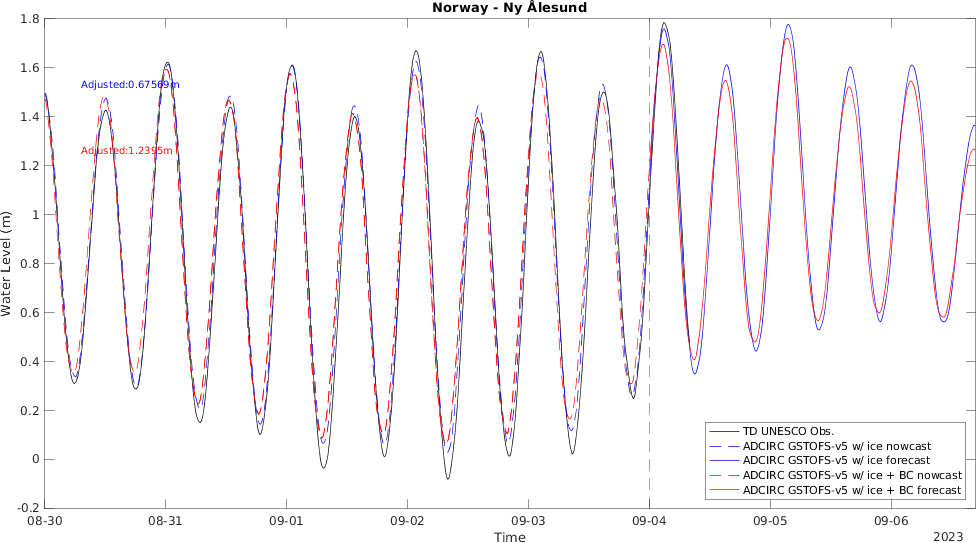 Norway - Ny Ålesund
1.8
1.6
1.4
1.2
1
0.8
0.6
0.4
0.2
0
-0.2
Water Level (m)
Adjusted:0.67569m
Adjusted:1.2395m
TD UNESCO Obs.
ADCIRC GSTOFS-v5 w/ ice nowcast
ADCIRC GSTOFS-v5 w/ ice forecast
ADCIRC GSTOFS-v5 w/ ice + BC nowcast
ADCIRC GSTOFS-v5 w/ ice + BC forecast
08-30 08-31 09-01 09-02 09-03 09-04 09-05 09-06
Time
2023